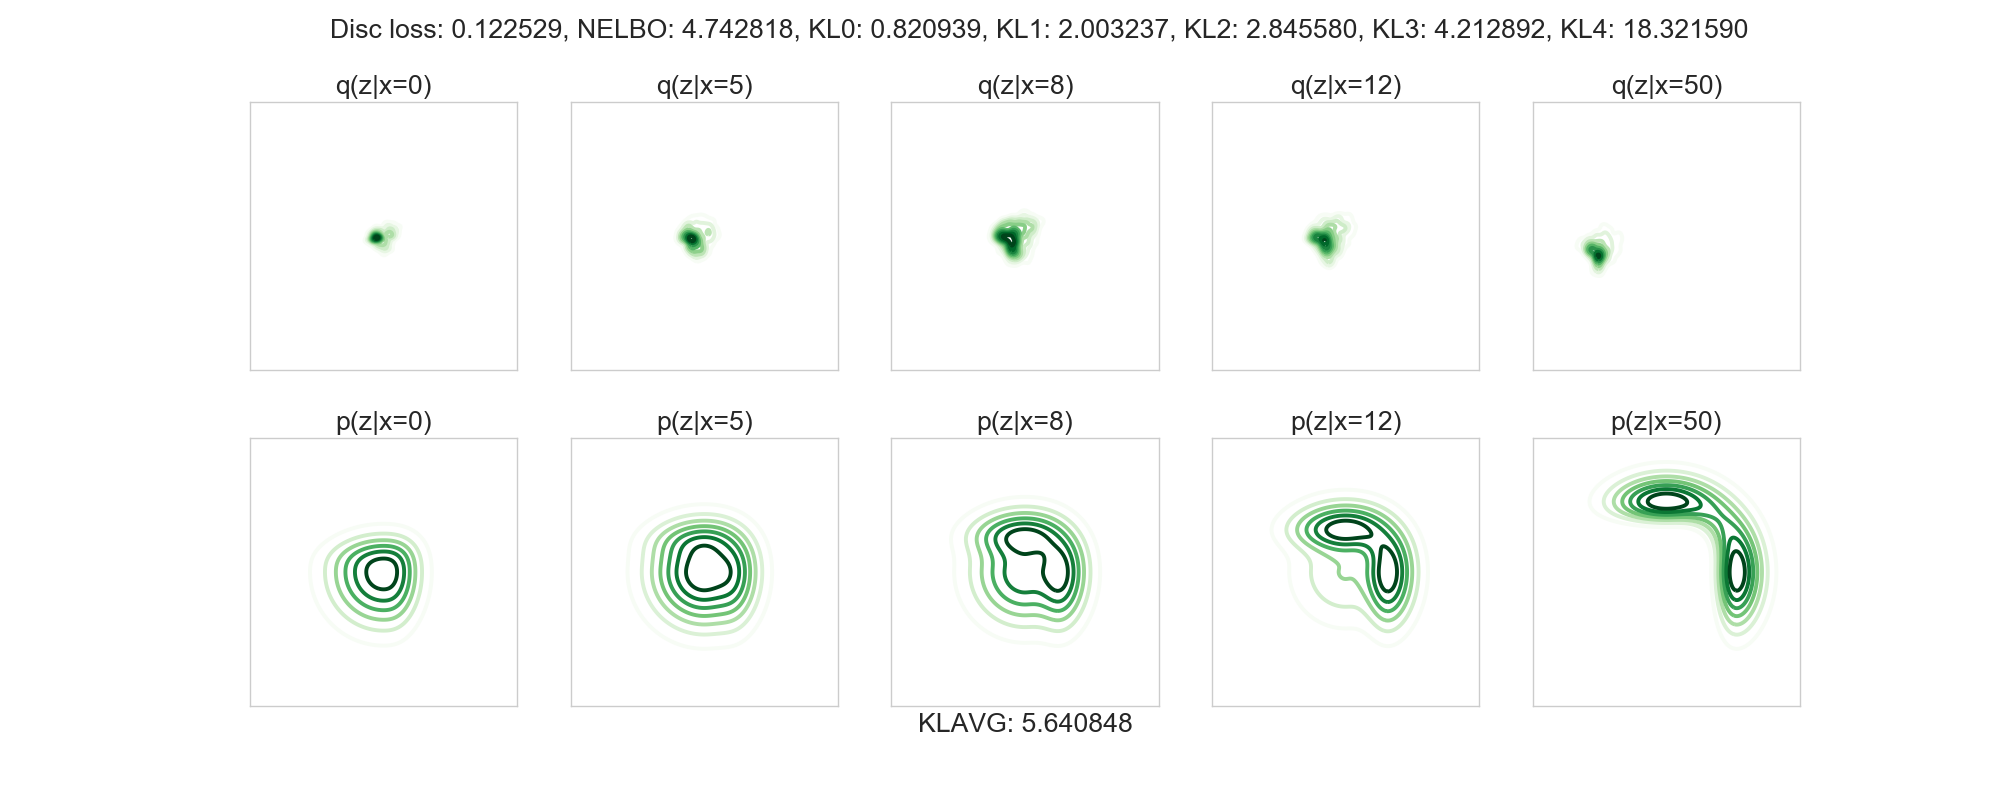 Disc loss: 0.122529, NELBO: 4.742818, KL0: 0.820939, KL1: 2.003237, KL2: 2.845580, KL3: 4.212892, KL4: 18.321590
q(z|x=0) q(z|x=5) q(z|x=8) q(z|x=12) q(z|x=50)
p(z|x=0) p(z|x=5) p(z|x=8) p(z|x=12) p(z|x=50)
KLAVG: 5.640848